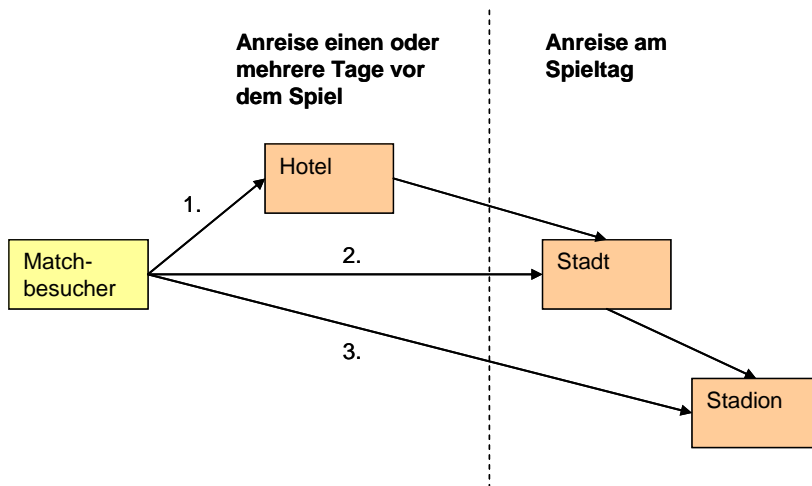 Anreise einen oder
mehrere Tage vor
dem Spiel
Anreise am
Spieltag
Hotel
1.
Match-
besucher
2.
Stadt
3.
Stadion